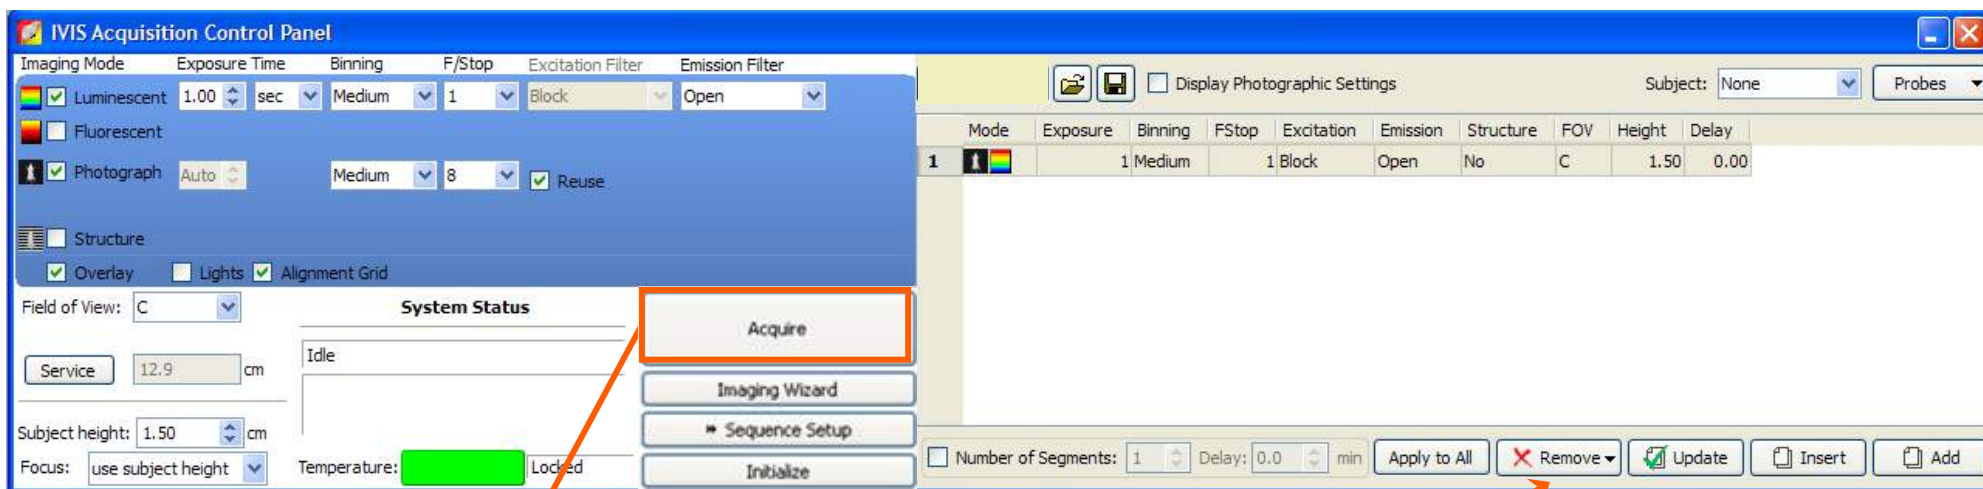 IVIS Acquisition Control Panel
Imaging Mode Exposure Time Binning F/Stop Excitation Filter Emission Filter
Luminescent 1.00 sec Medium 1 Block Open
Fluorescent
Photograph Auto Medium 8 Reuse
Structure
Overlay Lights Alignment Grid
Field of View: C
Service 12.9 cm
Subject height: 1.50 cm
Focus: use subject height
System Status
Idle
Temperature: Locked
Acquire
Imaging Wizard
Sequence Setup
Initialize
Display Photographic Settings Subject: None Probes
Mode Exposure Binning FStop Excitation Emission Structure FOV Height Delay
1 1 Medium 1 Block Open No C 1.50 0.00
Number of Segments: 1 Delay: 0.0 min Apply to All Remove Update Insert Add